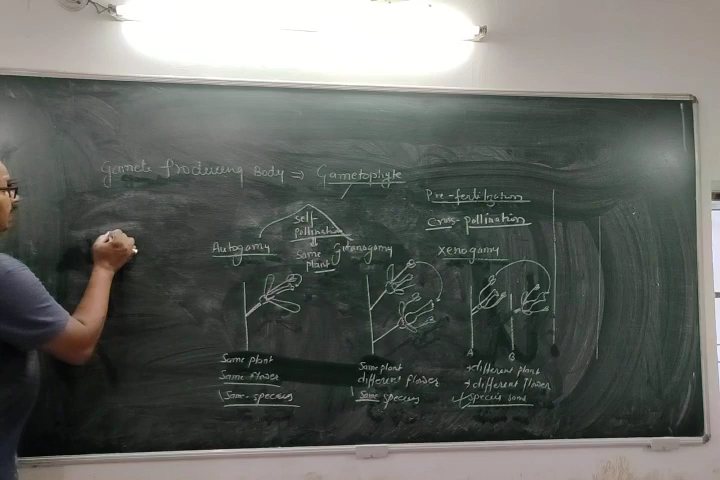 Gamete Producing Body ⇒ Gametophyte
Pre-fertilization
Self-
pollination
Cross-pollination
Autogamy
Same
plant
Geitanogamy
Xenogamy
A
B
Same plant
Same flower
Same-species
Same plant
different flower
Same species
different plant
different flower
species same